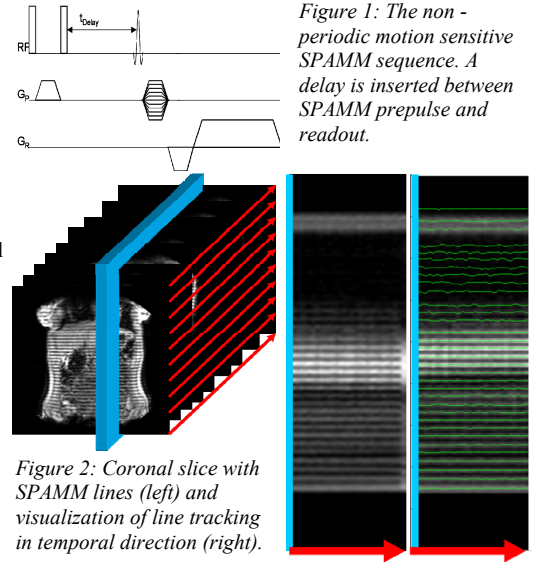 t_Delay
RF
G_P
G_R
Figure 1: The non -
periodic motion sensitive
SPAMM sequence. A
delay is inserted between
SPAMM prepulse and
readout.
Figure 2: Coronal slice with
SPAMM lines (left) and
visualization of line tracking
in temporal direction (right).